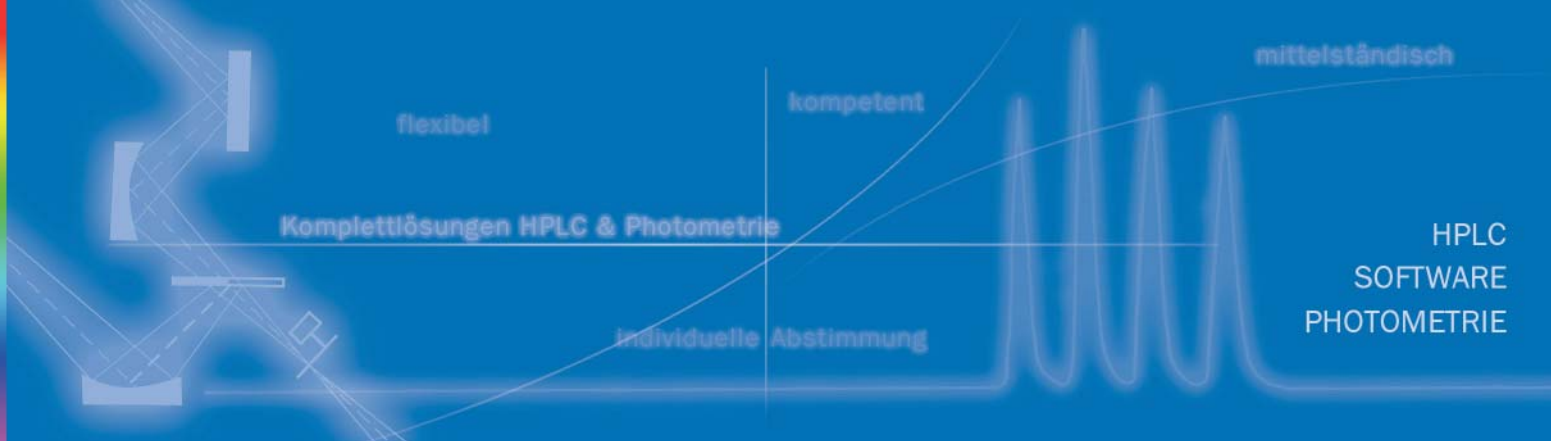 mittelständisch
kompetent
flexibel
Komplettlösungen HPLC & Photometrie
HPLC
SOFTWARE
PHOTOMETRIE
individuelle Abstimmung